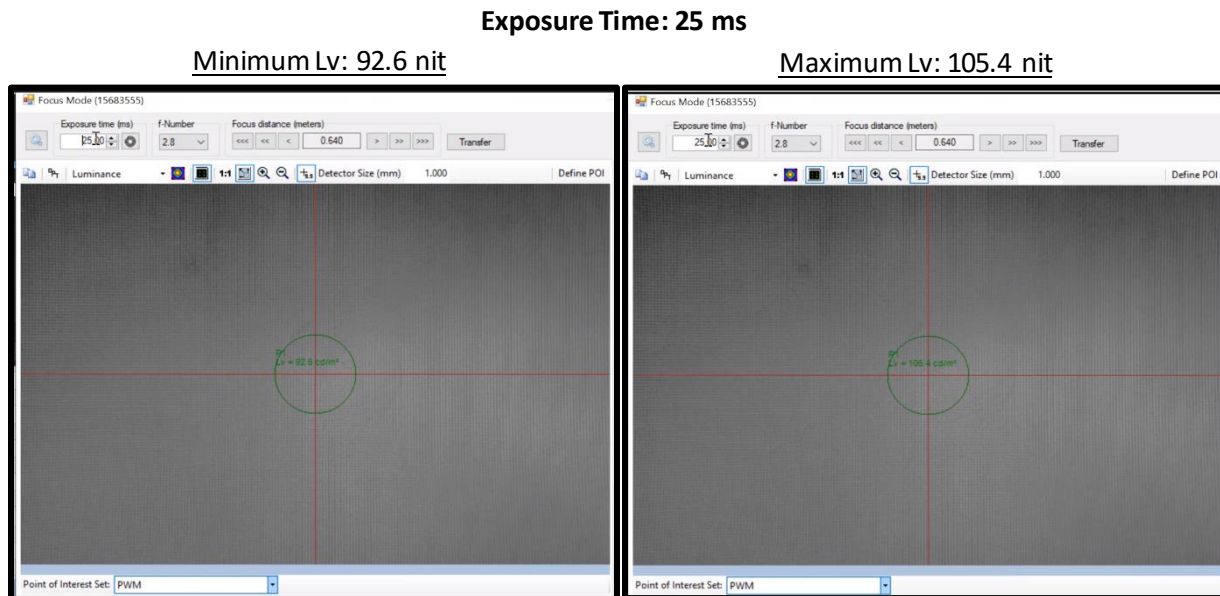 Exposure Time: 25 ms
Minimum Lv: 92.6 nit
Focus Mode (15683555)
Exposure time (ms)
f-Number
Focus distance (meters)
25.00
2.8
<<<
<<
<
0.640
>
>>
>>>
Transfer
Luminance
1:1
Detector Size (mm)
1.000
Define POI
Lv = 92.6 cd/m²
Point of Interest Set: PWM
Maximum Lv: 105.4 nit
Focus Mode (15683555)
Exposure time (ms)
f-Number
Focus distance (meters)
25.00
2.8
<<<
<<
<
0.640
>
>>
>>>
Transfer
Luminance
1:1
Detector Size (mm)
1.000
Define POI
Lv = 105.4 cd/m²
Point of Interest Set: PWM